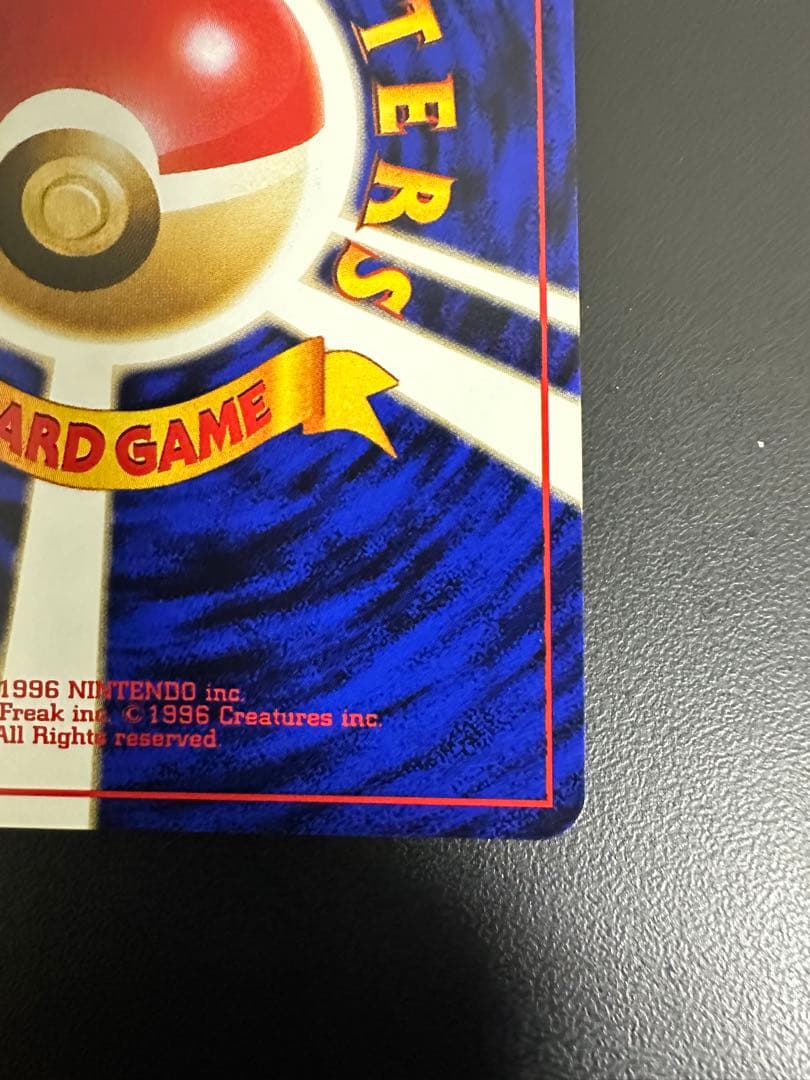 TERS
ARD GAME
1996 NINTENDO inc.
Freak inc. ©1996 Creatures inc.
All Rights reserved.